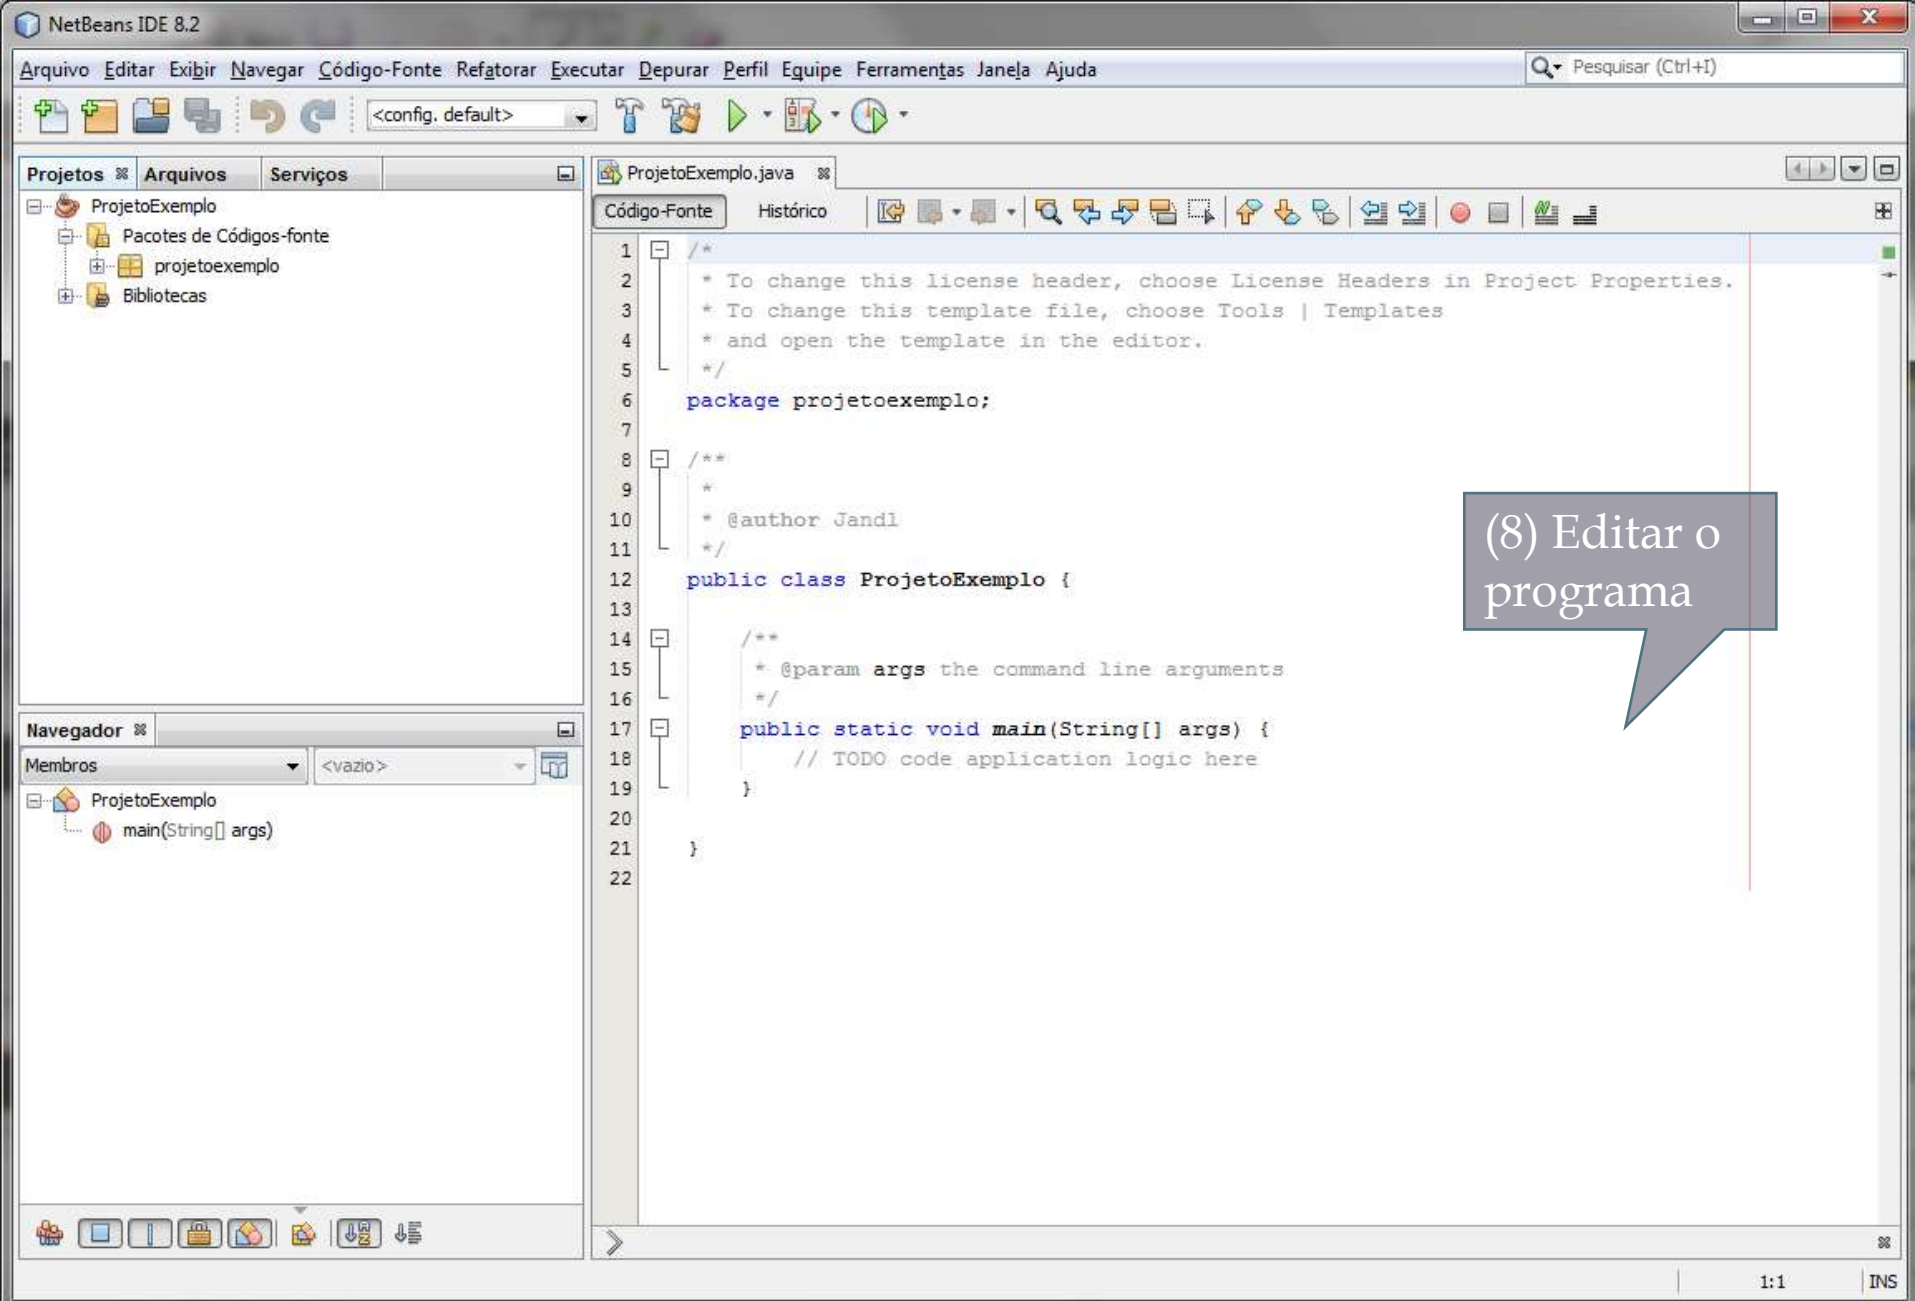 NetBeans IDE 8.2
Arquivo Editar Exibir Navegar Código-Fonte Refatorar Executar Depurar Perfil Equipe Ferramentas Janela Ajuda
Pesquisar (Ctrl+I)
<config. default>
Projetos Arquivos Serviços
ProjetoExemplo
Pacotes de Códigos-fonte
projetoexemplo
Bibliotecas
Navegador
Membros <vazio>
ProjetoExemplo
main(String[] args)
ProjetoExemplo.java
Código-Fonte Histórico
1 /*
2 * To change this license header, choose License Headers in Project Properties.
3 * To change this template file, choose Tools | Templates
4 * and open the template in the editor.
5 */
6 package projetoexemplo;
7
8 /**
9 *
10 * @author Jandl
11 */
12 public class ProjetoExemplo {
13
14 /**
15 * @param args the command line arguments
16 */
17 public static void main(String[] args) {
18 // TODO code application logic here
19 }
20
21 }
22
(8) Editar o
programa
1:1 INS